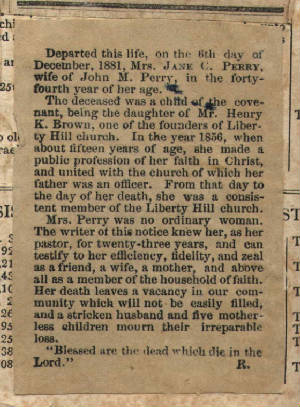 Departed this life, on the 6th day of
December, 1881, MRS. JANE C. PERRY,
wife of John M. Perry, in the forty-
fourth year of her age.
The deceased was a child of the cove-
nant, being the daughter of Mr. Henry
K. Brown, one of the founders of Liber-
ty Hill church. In the year 1856, when
about fifteen years of age, she made a
public profession of her faith in Christ,
and united with the church of which her
father was an officer. From that day to
the day of her death, she was a consis-
tent member of the Liberty Hill church.
Mrs. Perry was no ordinary woman.
The writer of this notice knew her, as her
pastor, for twenty-three years, and can
testify to her efficiency, fidelity, and zeal
as a friend, a wife, a mother, and above
all as a member of the household of faith.
Her death leaves a vacancy in our com-
munity which will not be easily filled,
and a stricken husband and five mother-
less children mourn their irreparable
loss.
"Blessed are the dead which die in the
Lord." R.